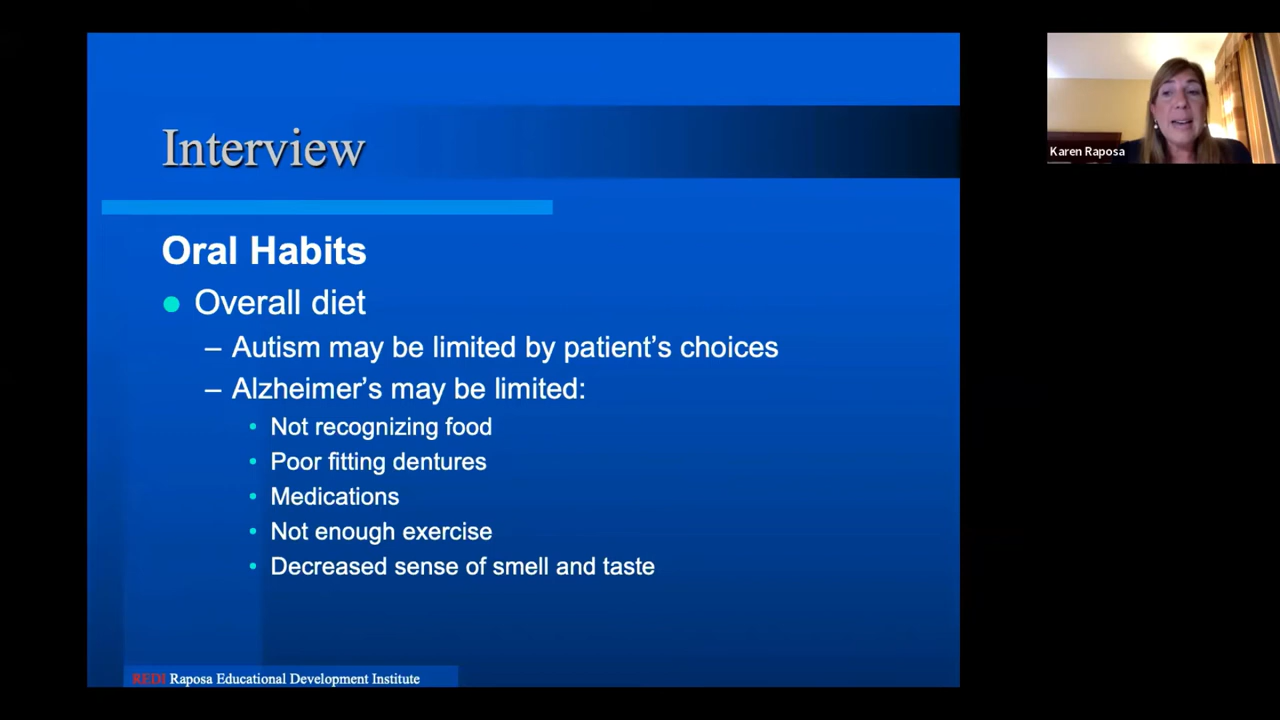 Interview
Oral Habits
Overall diet
– Autism may be limited by patient’s choices
– Alzheimer’s may be limited:
• Not recognizing food
• Poor fitting dentures
• Medications
• Not enough exercise
• Decreased sense of smell and taste
REDI Raposa Educational Development Institute
Karen Raposa